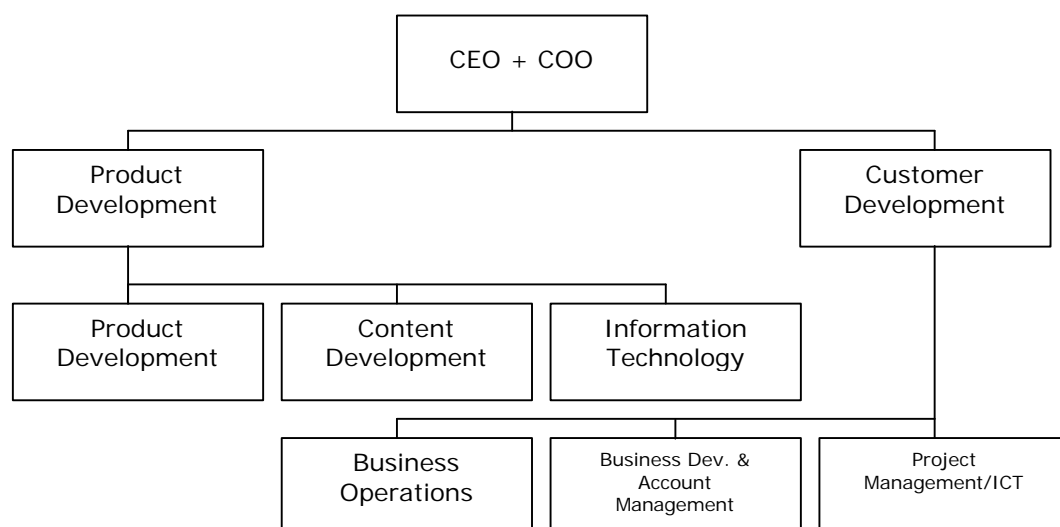 CEO + COO
Product
Development
Customer
Development
Product
Development
Content
Development
Information
Technology
Business
Operations
Business Dev. &
Account
Management
Project
Management/ICT